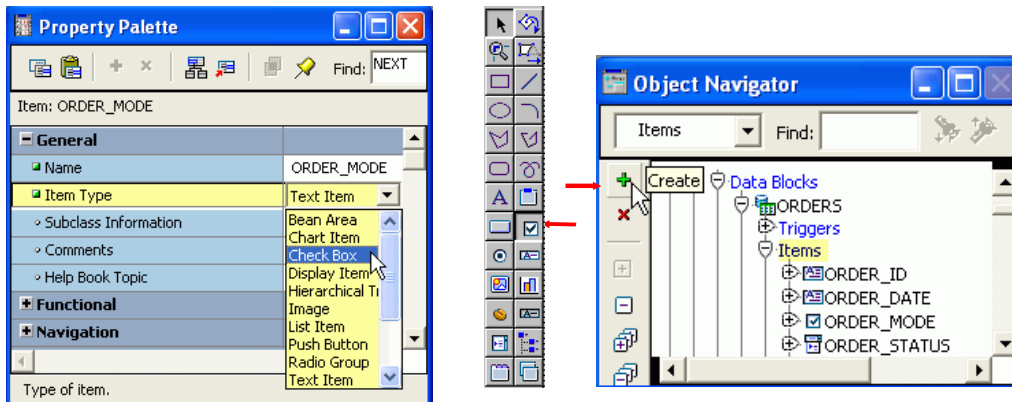 Property Palette
Find: NEXT
Item: ORDER_MODE
General
Name ORDER_MODE
Item Type Text Item
Subclass Information
Comments
Help Book Topic
Functional
Navigation
Bean Area
Chart Item
Check Box
Display Item
Hierarchical Tr
Image
List Item
Push Button
Radio Group
Text Item
Type of item.
A
Object Navigator
Items Find:
Create
Data Blocks
ORDERS
Triggers
Items
ORDER_ID
ORDER_DATE
ORDER_MODE
ORDER_STATUS